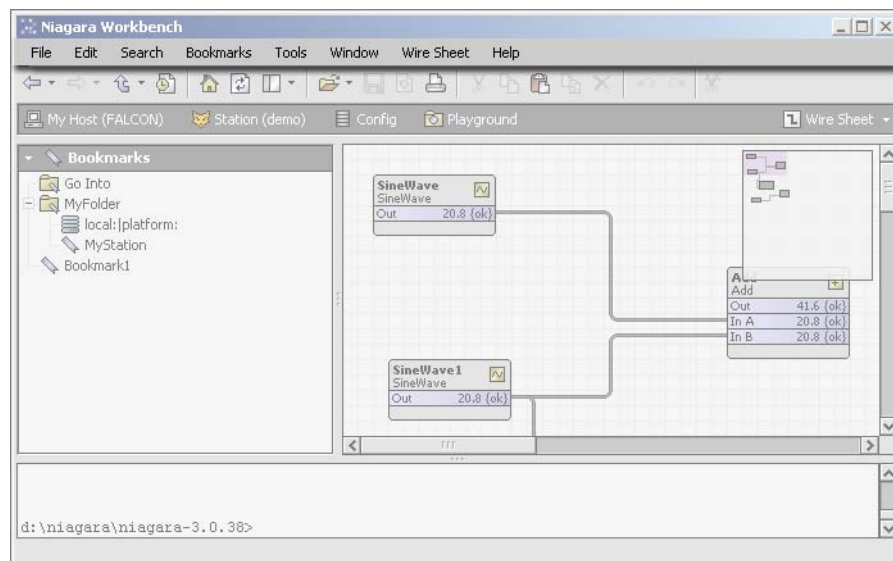 Niagara Workbench
File Edit Search Bookmarks Tools Window Wire Sheet Help
My Host (FALCON) Station (demo) Config Playground Wire Sheet
Bookmarks
Go Into
MyFolder
local:|platform:
MyStation
Bookmark1
SineWave
SineWave
Out 20.8 {ok}
Add
Add
Out 41.6 {ok}
In A 20.8 {ok}
In B 20.8 {ok}
SineWave1
SineWave
Out 20.8 {ok}
d:\niagara\niagara-3.0.38>